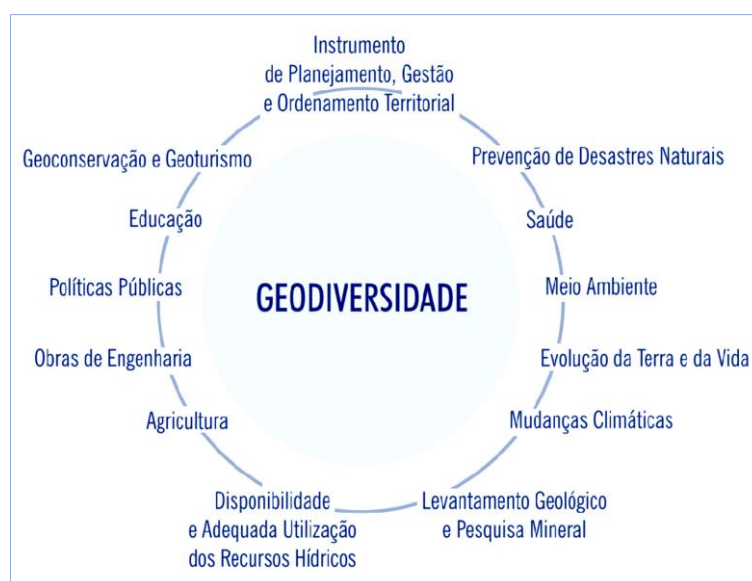 Instrumento
de Planejamento, Gestão
e Ordenamento Territorial
Geoconservação e Geoturismo
Prevenção de Desastres Naturais
Educação
Saúde
Políticas Públicas
GEODIVERSIDADE
Meio Ambiente
Obras de Engenharia
Evolução da Terra e da Vida
Agricultura
Mudanças Climáticas
Disponibilidade
e Adequada Utilização
dos Recursos Hídricos
Levantamento Geológico
e Pesquisa Mineral